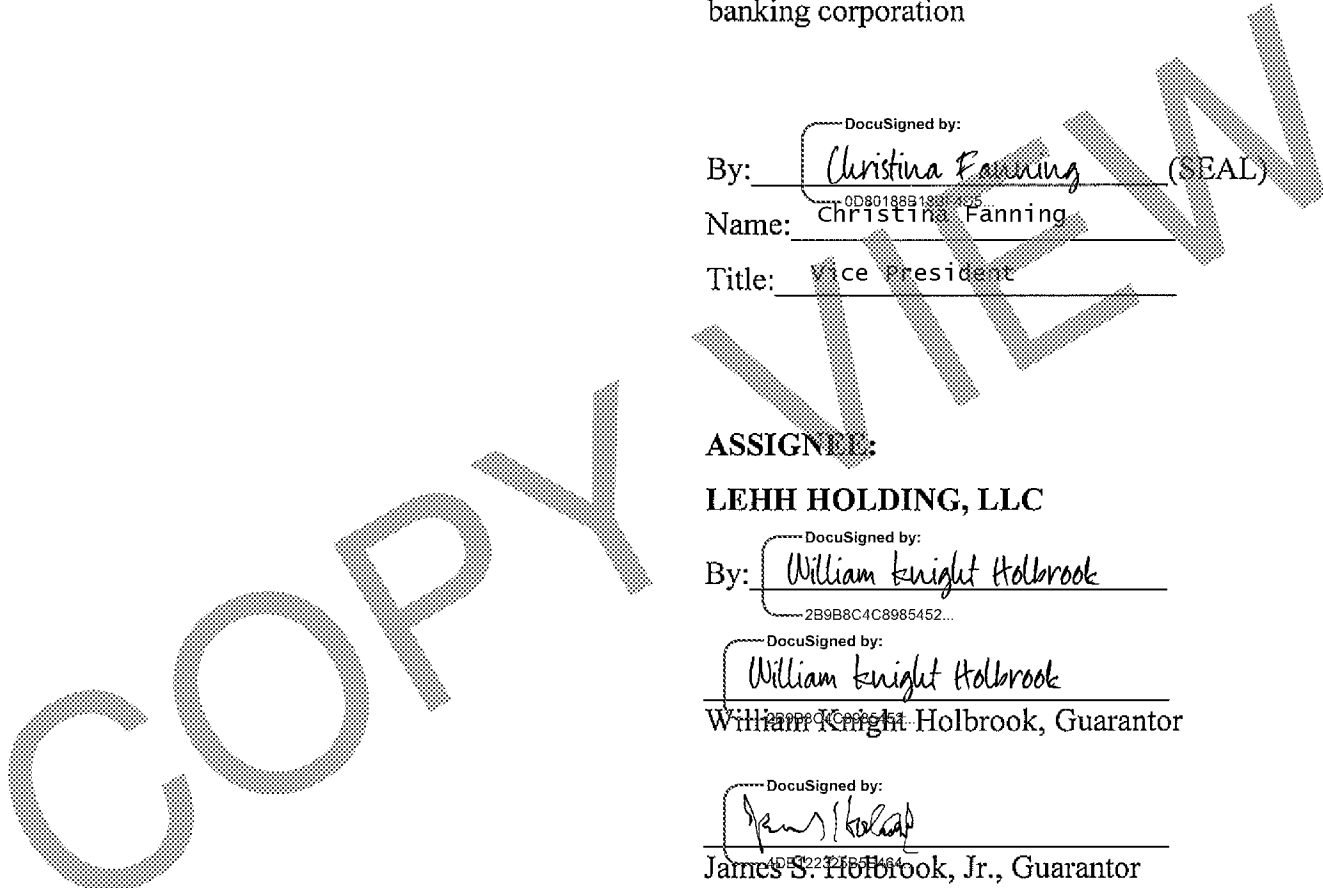 banking corporation
DocuSigned by:
By: Christina Fanning (SEAL)
Name: Christina Fanning
Title: Vice President
ASSIGNEE:
LEHH HOLDING, LLC
DocuSigned by:
By: William Knight Holbrook
2B9B8C4C8985452...
DocuSigned by:
William Knight Holbrook
2B9B8C4C8985452...
William Knight Holbrook, Guarantor
DocuSigned by:
James S. Holbrook, Jr., Guarantor
COPY VIEW